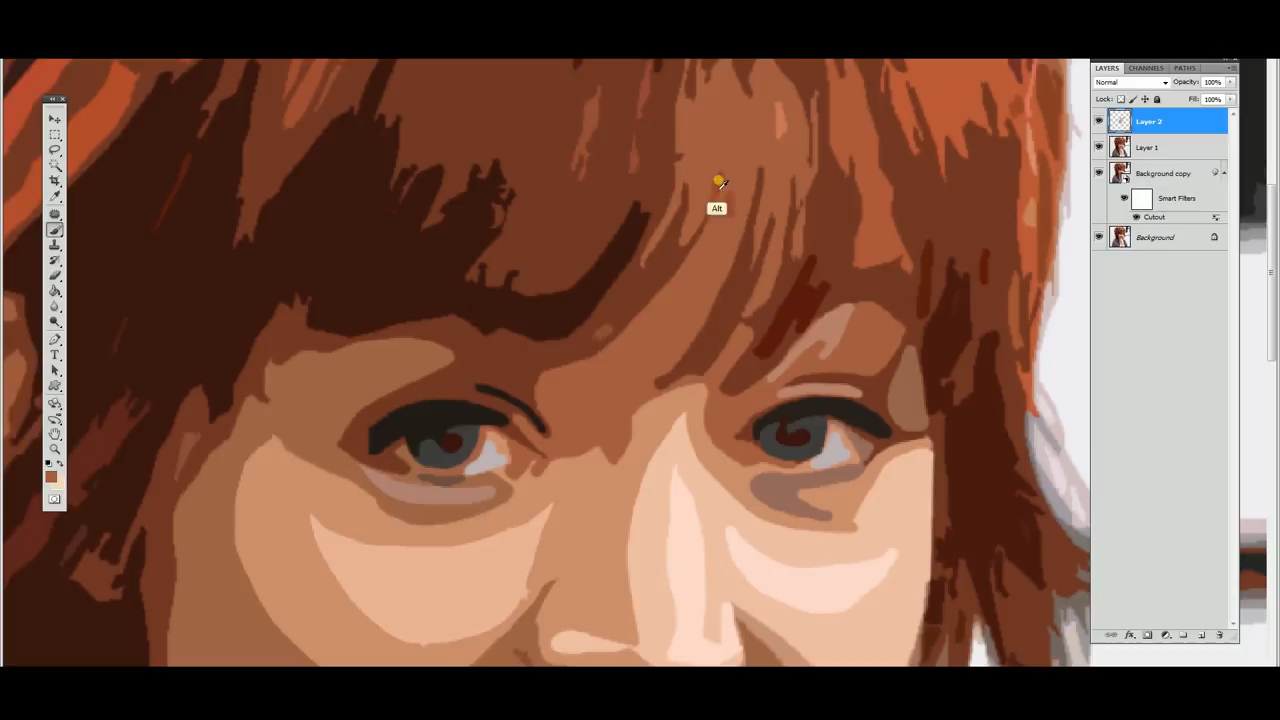 LAYERS CHANNELS PATHS
Normal Opacity: 100%
Lock: Fill: 100%
Layer 2
Layer 1
Background copy
Smart Filters
Cutout
Background
Alt
T
fx